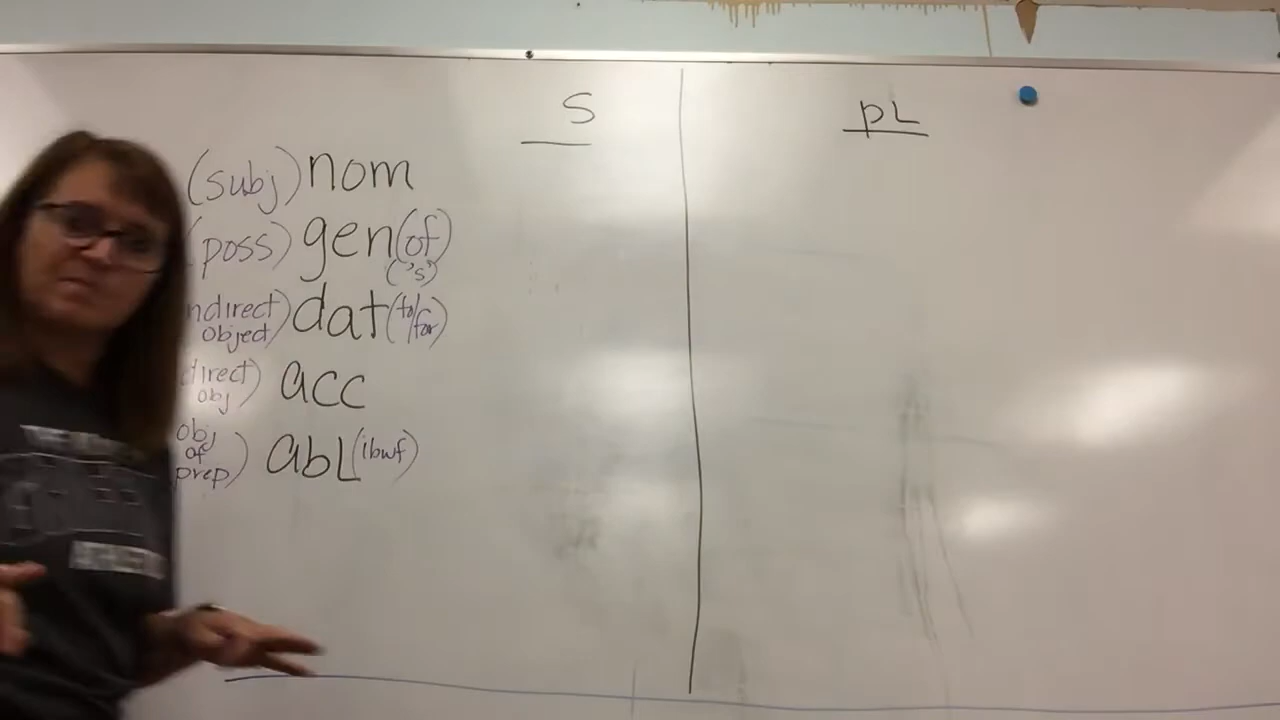 S pL
(subj) nom
(poss) gen (of)
('s)
ndirect object) dat (to/for)
direct obj) acc
obj of prep) abL (ibwf)